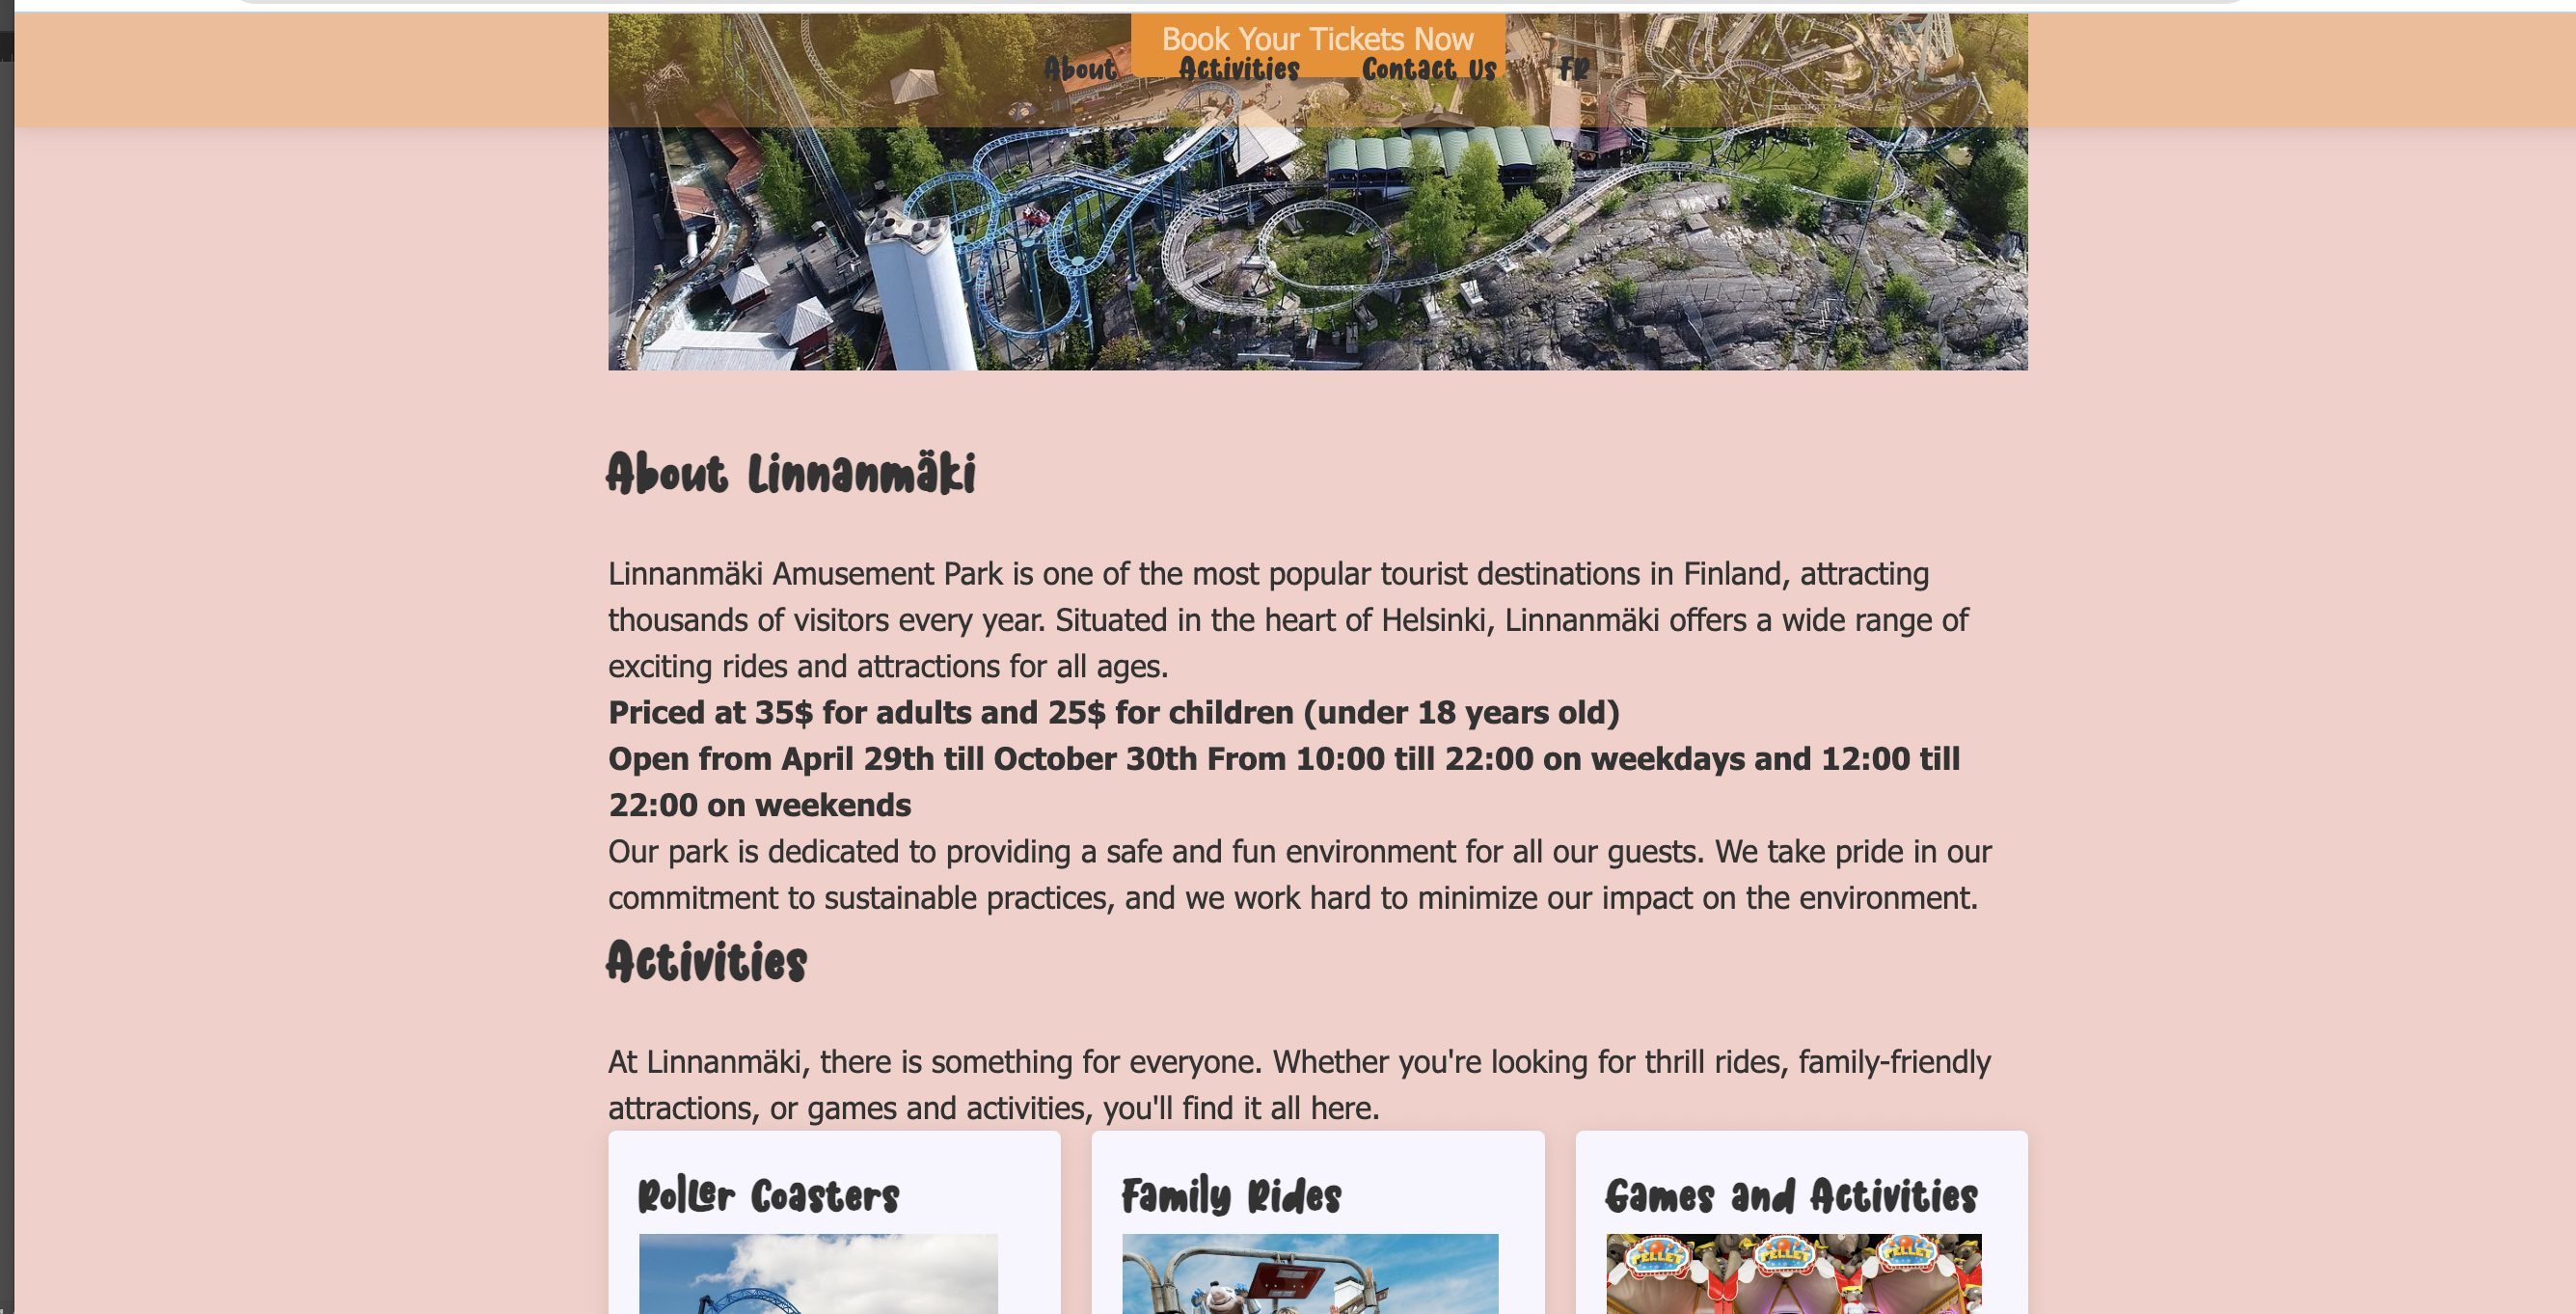 Book Your Tickets Now
About Activities Contact Us FR
About Linnanmäki
Linnanmäki Amusement Park is one of the most popular tourist destinations in Finland, attracting
thousands of visitors every year. Situated in the heart of Helsinki, Linnanmäki offers a wide range of
exciting rides and attractions for all ages.
Priced at 35$ for adults and 25$ for children (under 18 years old)
Open from April 29th till October 30th From 10:00 till 22:00 on weekdays and 12:00 till
22:00 on weekends
Our park is dedicated to providing a safe and fun environment for all our guests. We take pride in our
commitment to sustainable practices, and we work hard to minimize our impact on the environment.
Activities
At Linnanmäki, there is something for everyone. Whether you're looking for thrill rides, family-friendly
attractions, or games and activities, you'll find it all here.
Roller Coasters
Family Rides
Games and Activities
PELLET PELLET PELLET